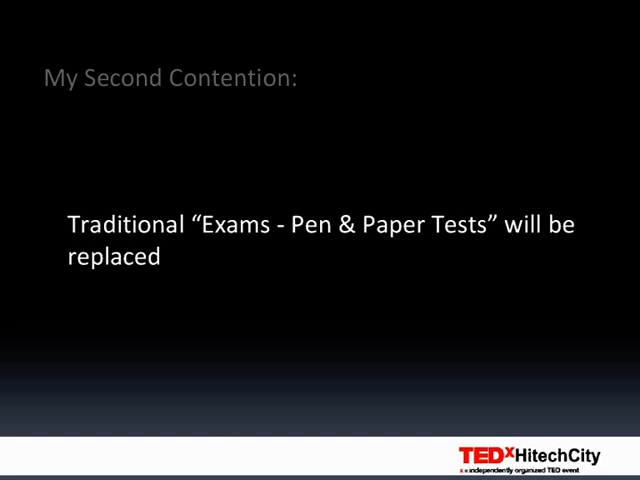 My Second Contention:
Traditional “Exams - Pen & Paper Tests” will be
replaced
TEDxHitechCity
x = independently organized TED event